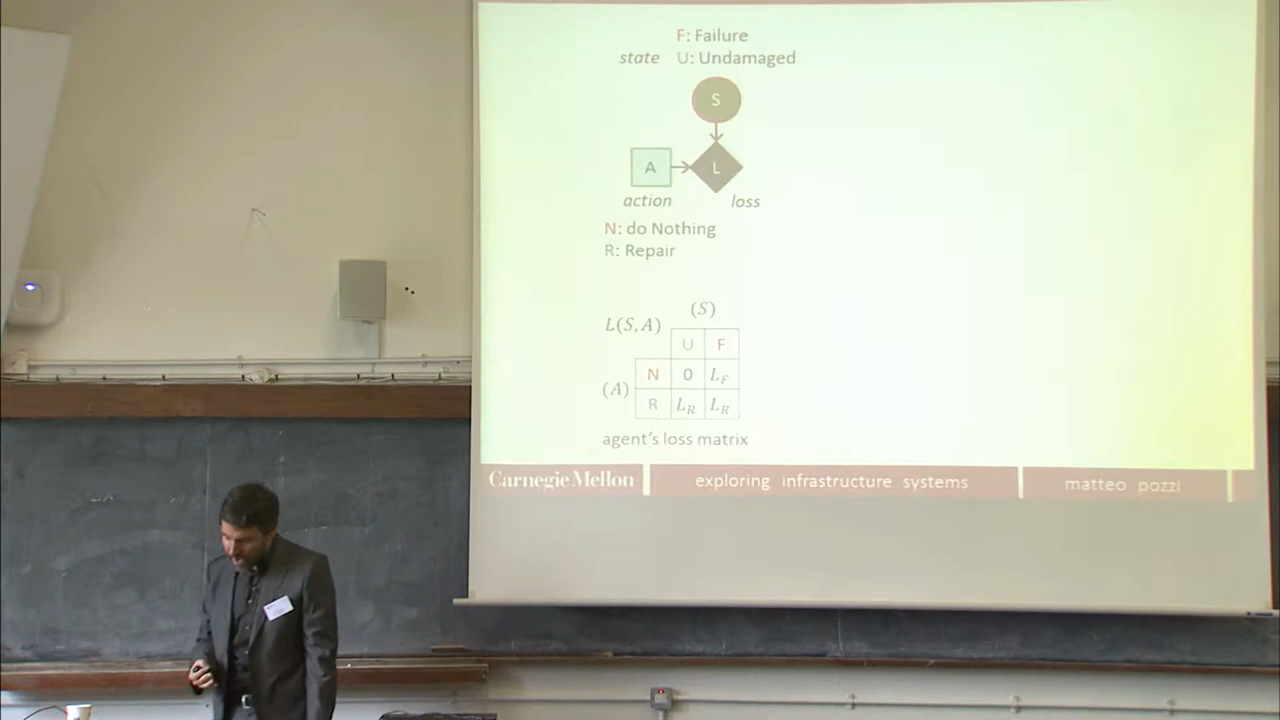 F: Failure
state U: Undamaged
S
A L
action loss
N: do Nothing
R: Repair
(S)
L(S, A)
U F
N 0 L_F
(A)
R L_R L_R
agent's loss matrix
Carnegie Mellon exploring infrastructure systems matteo pozzi